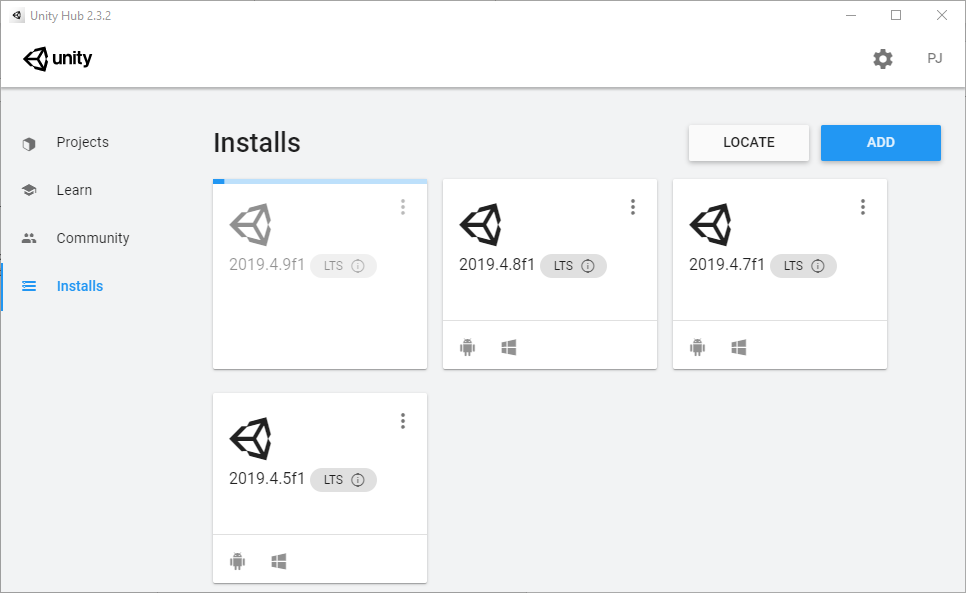 Unity Hub 2.3.2
unity
PJ
Projects
Learn
Community
Installs
Installs
LOCATE
ADD
2019.4.9f1 LTS
2019.4.8f1 LTS
2019.4.7f1 LTS
2019.4.5f1 LTS